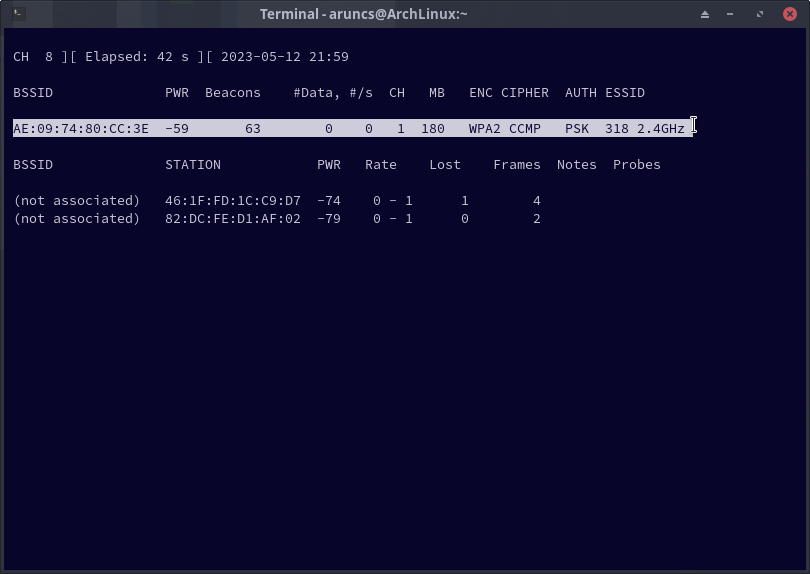 Terminal - aruncs@ArchLinux:~
CH  8 ][ Elapsed: 42 s ][ 2023-05-12 21:59
BSSID              PWR  Beacons    #Data, #/s  CH   MB   ENC CIPHER  AUTH ESSID
AE:09:74:80:CC:3E  -59       63        0    0   1  180   WPA2 CCMP   PSK  318 2.4GHz
BSSID              STATION            PWR   Rate    Lost    Frames  Notes  Probes
(not associated)   46:1F:FD:1C:C9:D7  -74    0 - 1      1        4
(not associated)   82:DC:FE:D1:AF:02  -79    0 - 1      0        2